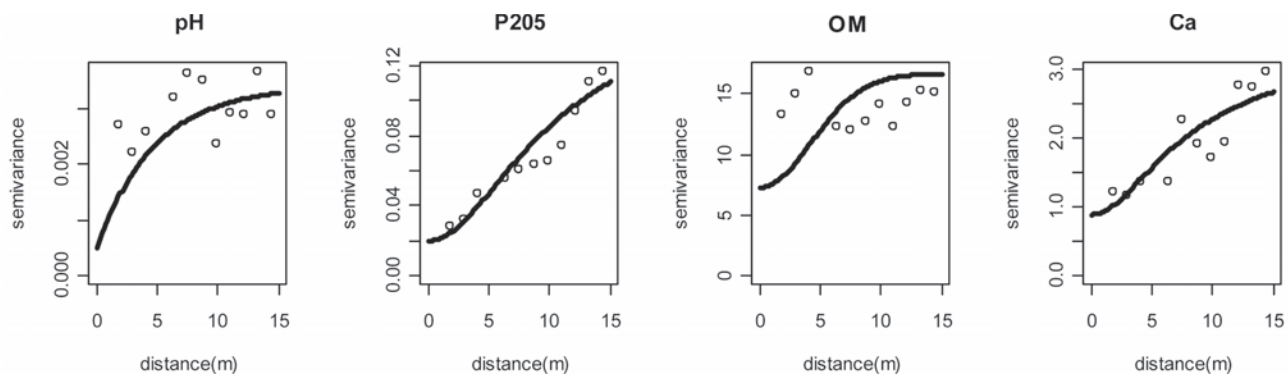 pH
P205
OM
Ca
semivariance
0.000
0.002
0 5 10 15
distance(m)
semivariance
0.00
0.04
0.08
0.12
0 5 10 15
distance(m)
semivariance
0
5
10
15
0 5 10 15
distance(m)
semivariance
0.0
1.0
2.0
3.0
0 5 10 15
distance(m)